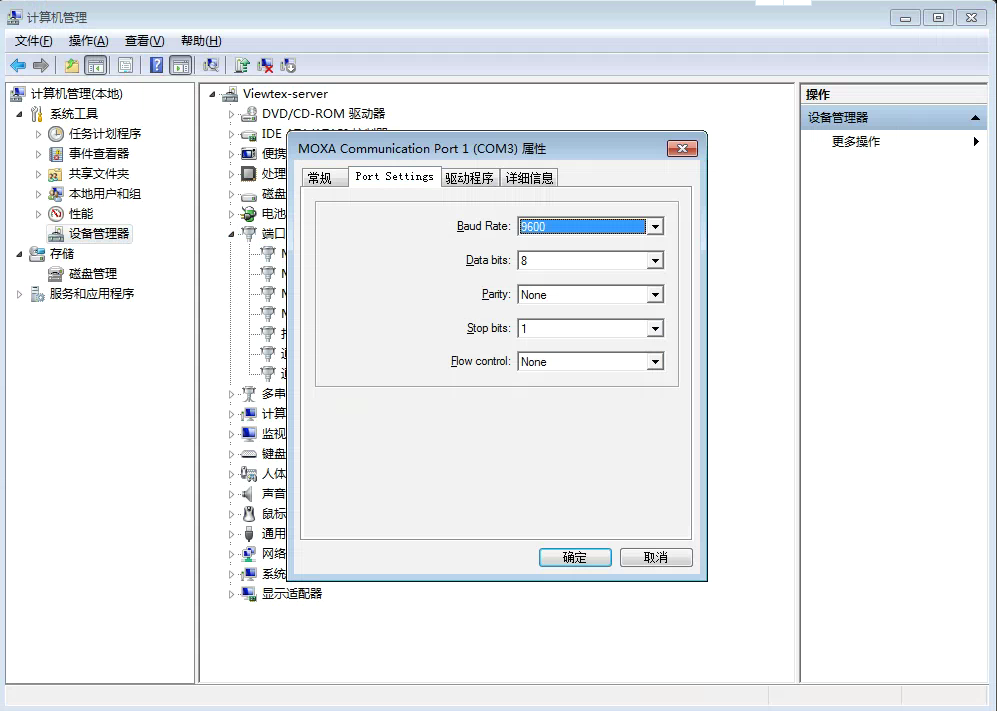 计算机管理
文件(F) 操作(A) 查看(V) 帮助(H)
计算机管理(本地)
系统工具
任务计划程序
事件查看器
共享文件夹
本地用户和组
性能
设备管理器
存储
磁盘管理
服务和应用程序
Viewtex-server
DVD/CD-ROM 驱动器
IDE
便携
处理
磁盘
电池
端口
多串
计算
监视
键盘
人体
声音
鼠标
通用
网络
系统
显示适配器
MOXA Communication Port 1 (COM3) 属性
常规 Port Settings 驱动程序 详细信息
Baud Rate: 9600
Data bits: 8
Parity: None
Stop bits: 1
Flow control: None
确定 取消
操作
设备管理器
更多操作